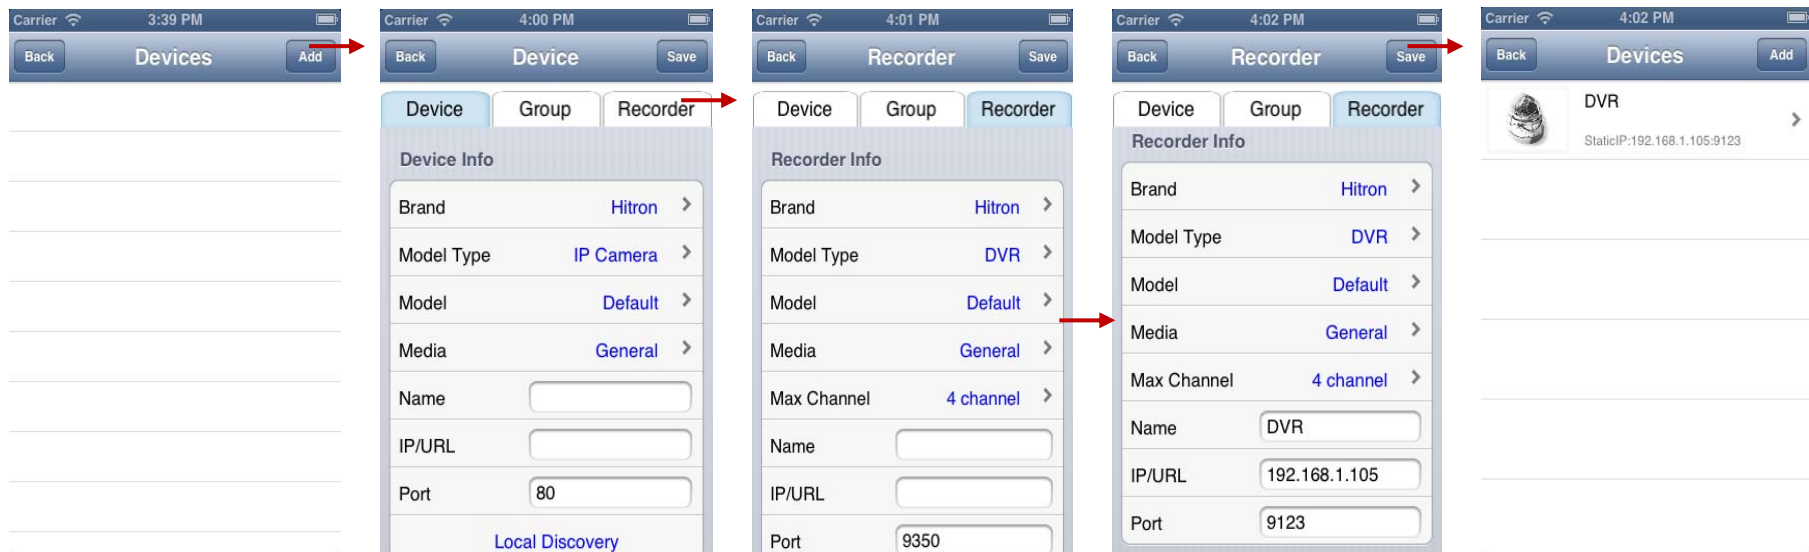 Carrier 3:39 PM
Back Devices Add
Carrier 4:00 PM
Back Device Save
Device Group Recorder
Device Info
Brand Hitron
Model Type IP Camera
Model Default
Media General
Name
IP/URL
Port 80
Local Discovery
Carrier 4:01 PM
Back Recorder Save
Device Group Recorder
Recorder Info
Brand Hitron
Model Type DVR
Model Default
Media General
Max Channel 4 channel
Name
IP/URL
Port 9350
Carrier 4:02 PM
Back Recorder Save
Device Group Recorder
Recorder Info
Brand Hitron
Model Type DVR
Model Default
Media General
Max Channel 4 channel
Name DVR
IP/URL 192.168.1.105
Port 9123
Carrier 4:02 PM
Back Devices Add
DVR
StaticIP:192.168.1.105:9123